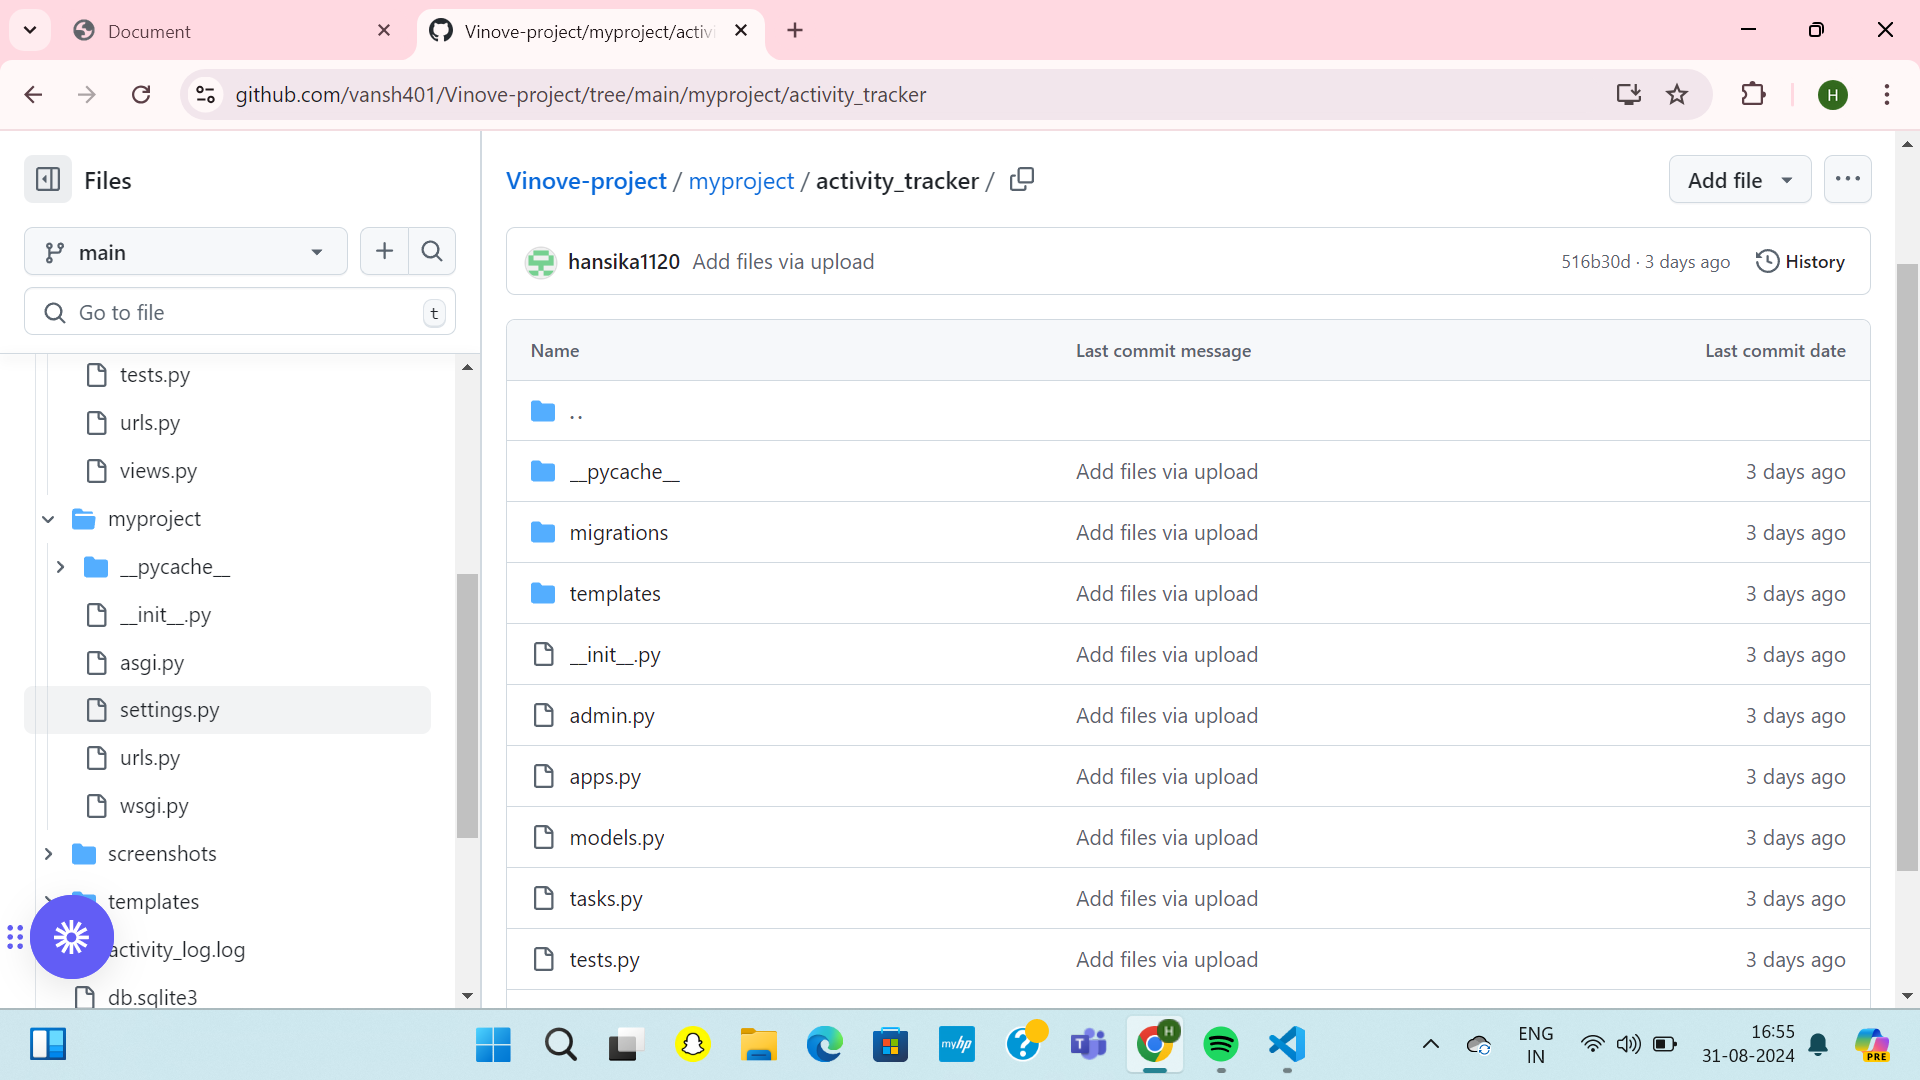 Document
Vinove-project/myproject/activi
github.com/vansh401/Vinove-project/tree/main/myproject/activity_tracker
H
Files
main
Go to file
t
tests.py
urls.py
views.py
myproject
__pycache__
__init__.py
asgi.py
settings.py
urls.py
wsgi.py
screenshots
templates
activity_log.log
db.sqlite3
Vinove-project / myproject / activity_tracker /
Add file
hansika1120 Add files via upload
516b30d · 3 days ago
History
Name Last commit message Last commit date
..
__pycache__ Add files via upload 3 days ago
migrations Add files via upload 3 days ago
templates Add files via upload 3 days ago
__init__.py Add files via upload 3 days ago
admin.py Add files via upload 3 days ago
apps.py Add files via upload 3 days ago
models.py Add files via upload 3 days ago
tasks.py Add files via upload 3 days ago
tests.py Add files via upload 3 days ago
myhp
?
T
H
ENG
IN
16:55
31-08-2024
PRE